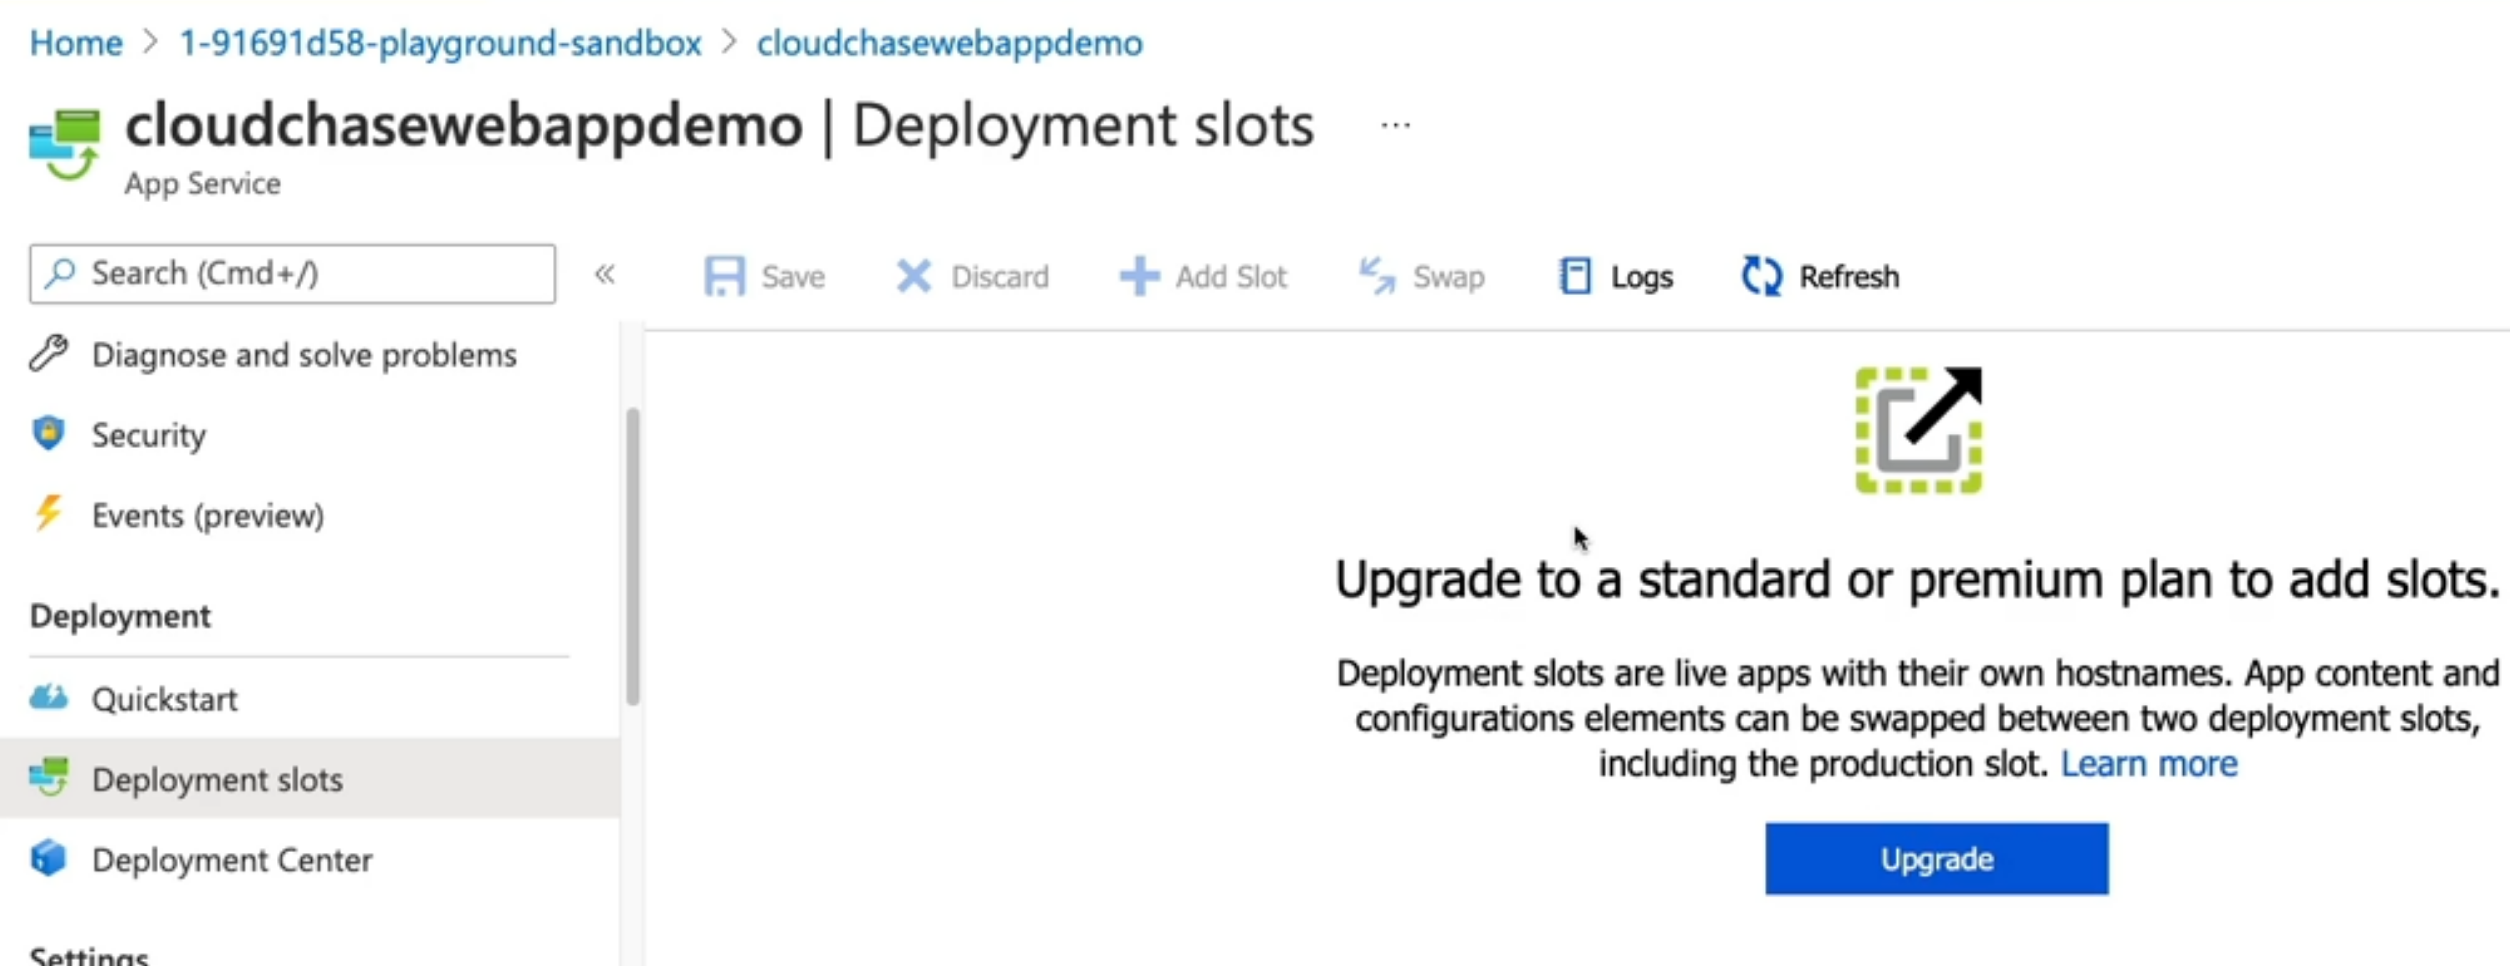 Home > 1-91691d58-playground-sandbox > cloudchasewebappdemo
cloudchasewebappdemo | Deployment slots ...
App Service
Search (Cmd+/) «
Save Discard Add Slot Swap Logs Refresh
Diagnose and solve problems
Security
Events (preview)
Deployment
Quickstart
Deployment slots
Deployment Center
Settings
Upgrade to a standard or premium plan to add slots.
Deployment slots are live apps with their own hostnames. App content and
configurations elements can be swapped between two deployment slots,
including the production slot. Learn more
Upgrade